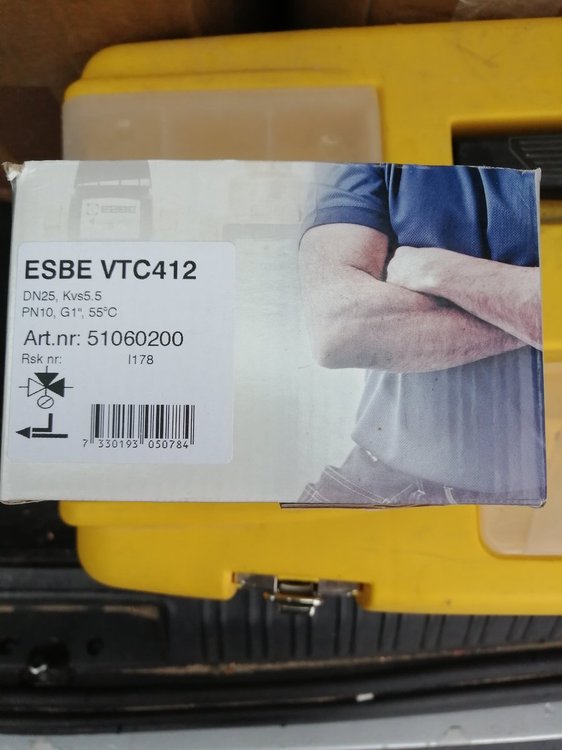 ESBE VTC412
DN25, Kvs5.5
PN10, G1", 55°C
Art.nr: 51060200
Rsk nr: I178
7 330193 050784